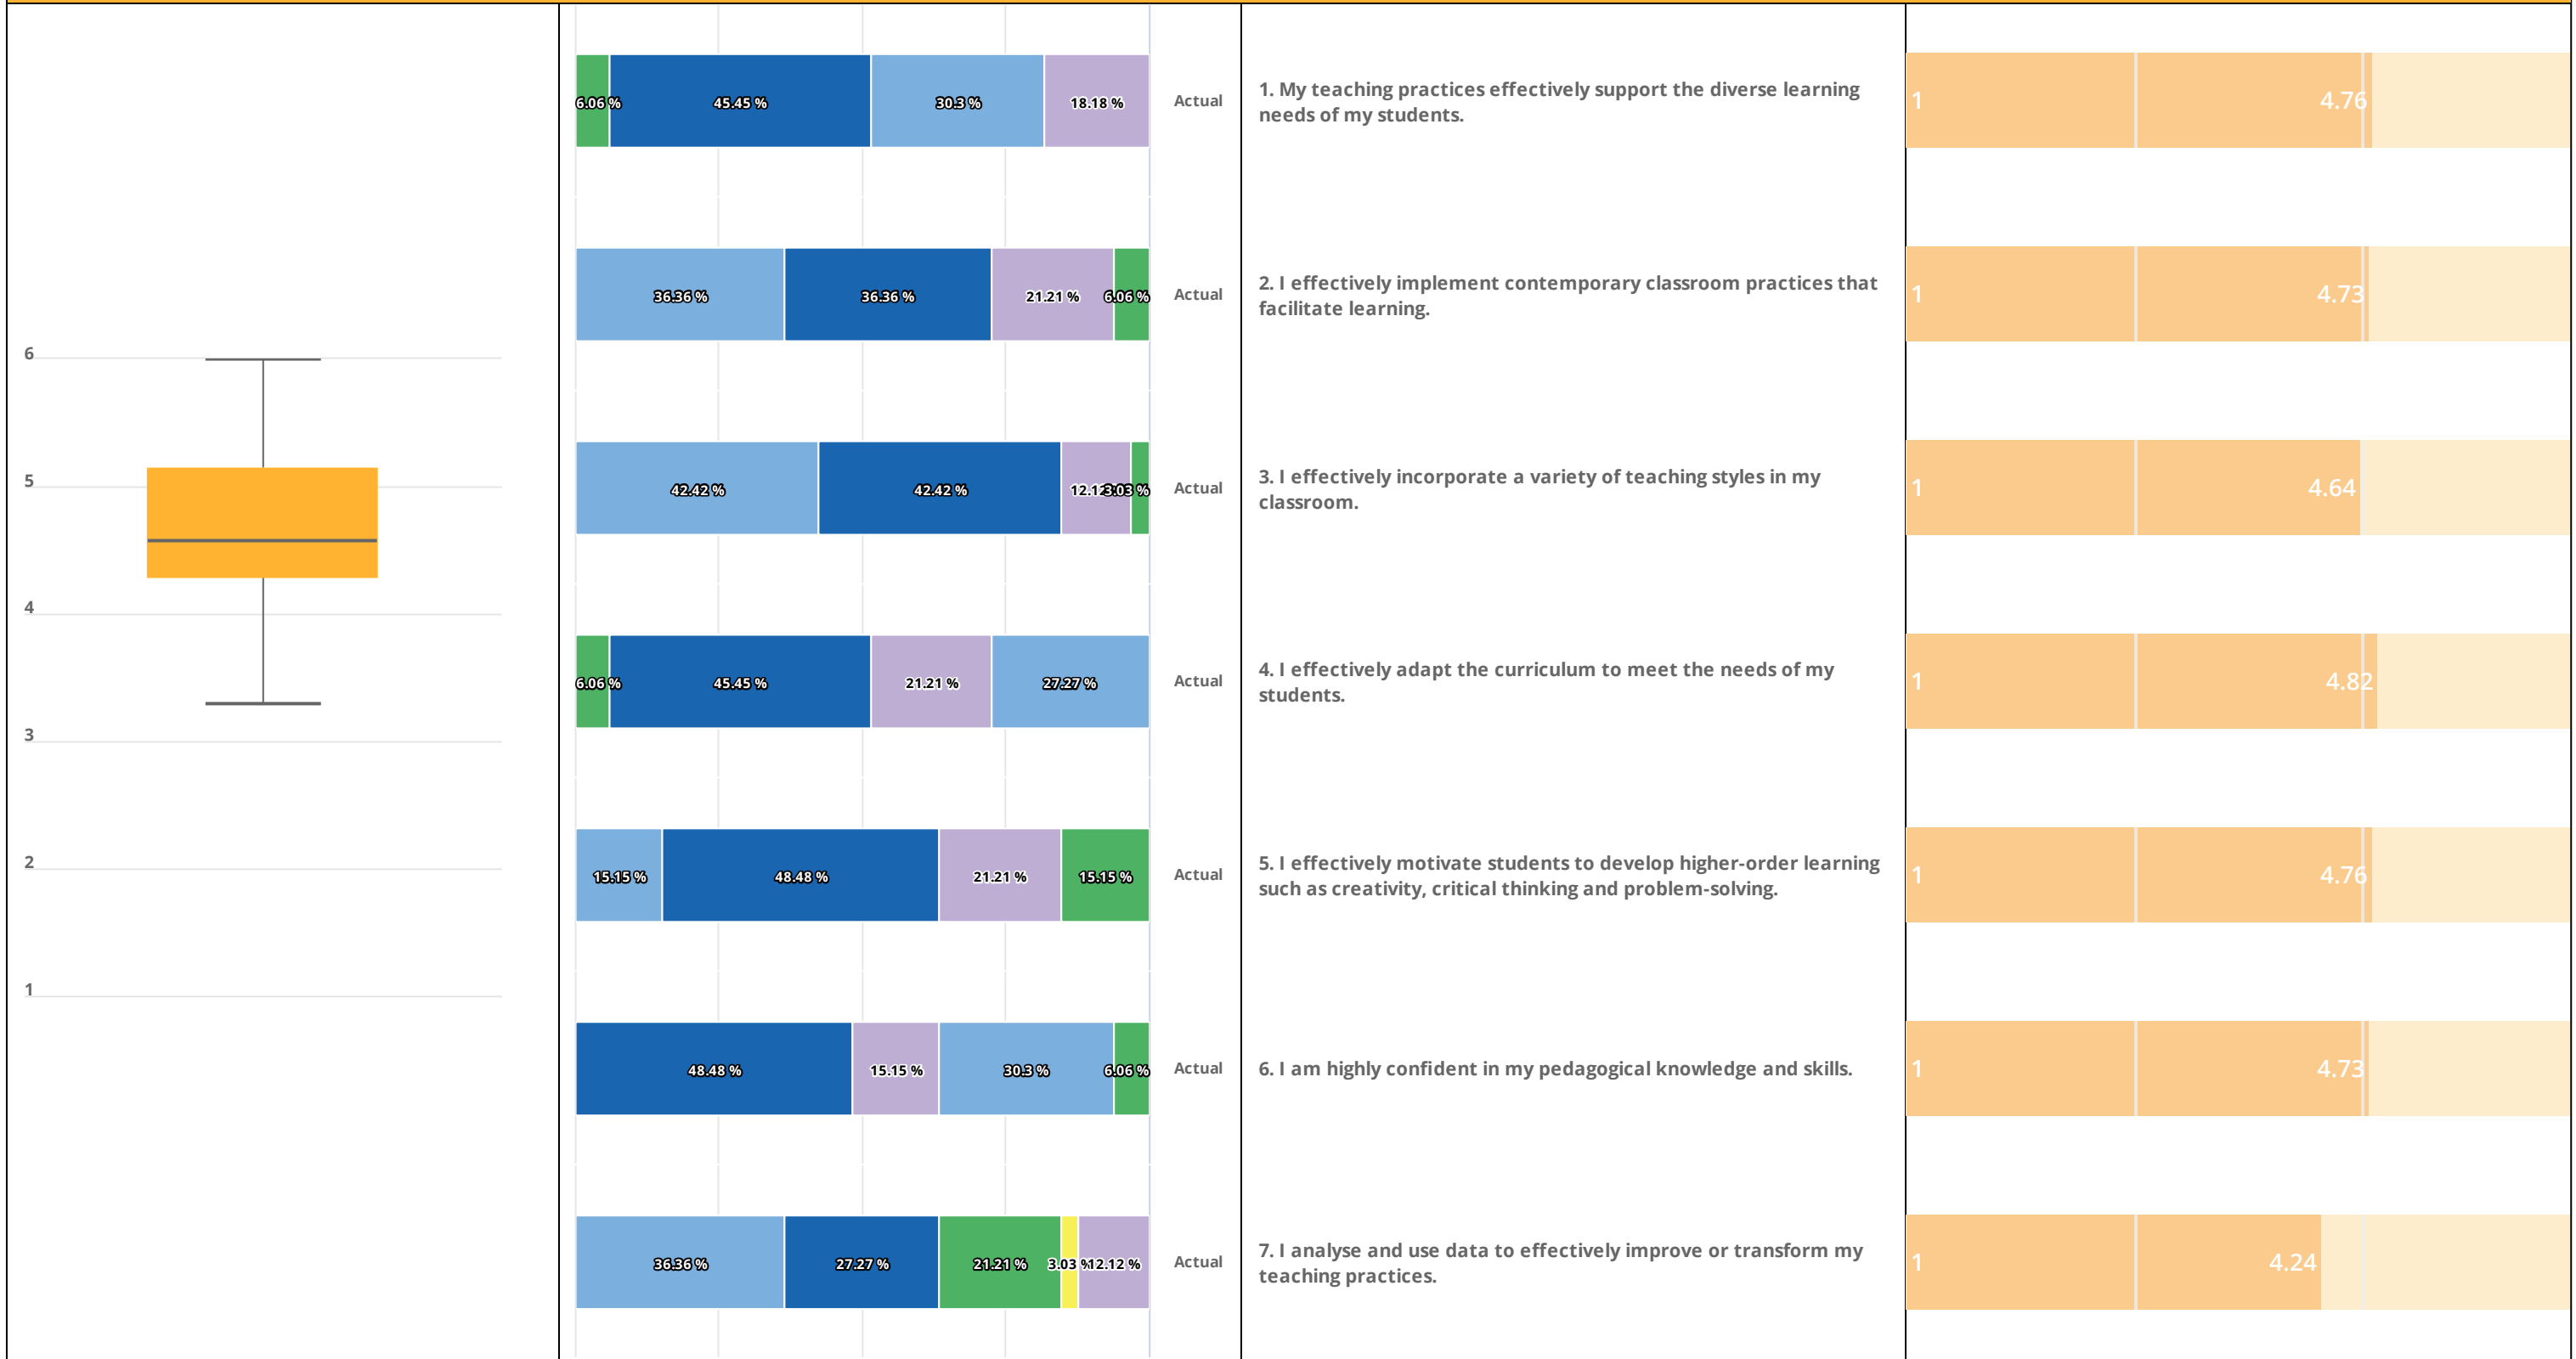 6
5
4
3
2
1
6.06 % 45.45 % 30.3 % 18.18 % Actual
1. My teaching practices effectively support the diverse learning
needs of my students.
1 4.76
36.36 % 36.36 % 21.21 % 6.06 % Actual
2. I effectively implement contemporary classroom practices that
facilitate learning.
1 4.73
42.42 % 42.42 % 12.12 3.03 % Actual
3. I effectively incorporate a variety of teaching styles in my
classroom.
1 4.64
6.06 % 45.45 % 21.21 % 27.27 % Actual
4. I effectively adapt the curriculum to meet the needs of my
students.
1 4.82
15.15 % 48.48 % 21.21 % 15.15 % Actual
5. I effectively motivate students to develop higher-order learning
such as creativity, critical thinking and problem-solving.
1 4.76
48.48 % 15.15 % 30.3 % 6.06 % Actual
6. I am highly confident in my pedagogical knowledge and skills.
1 4.73
36.36 % 27.27 % 21.21 % 3.03 % 12.12 % Actual
7. I analyse and use data to effectively improve or transform my
teaching practices.
1 4.24